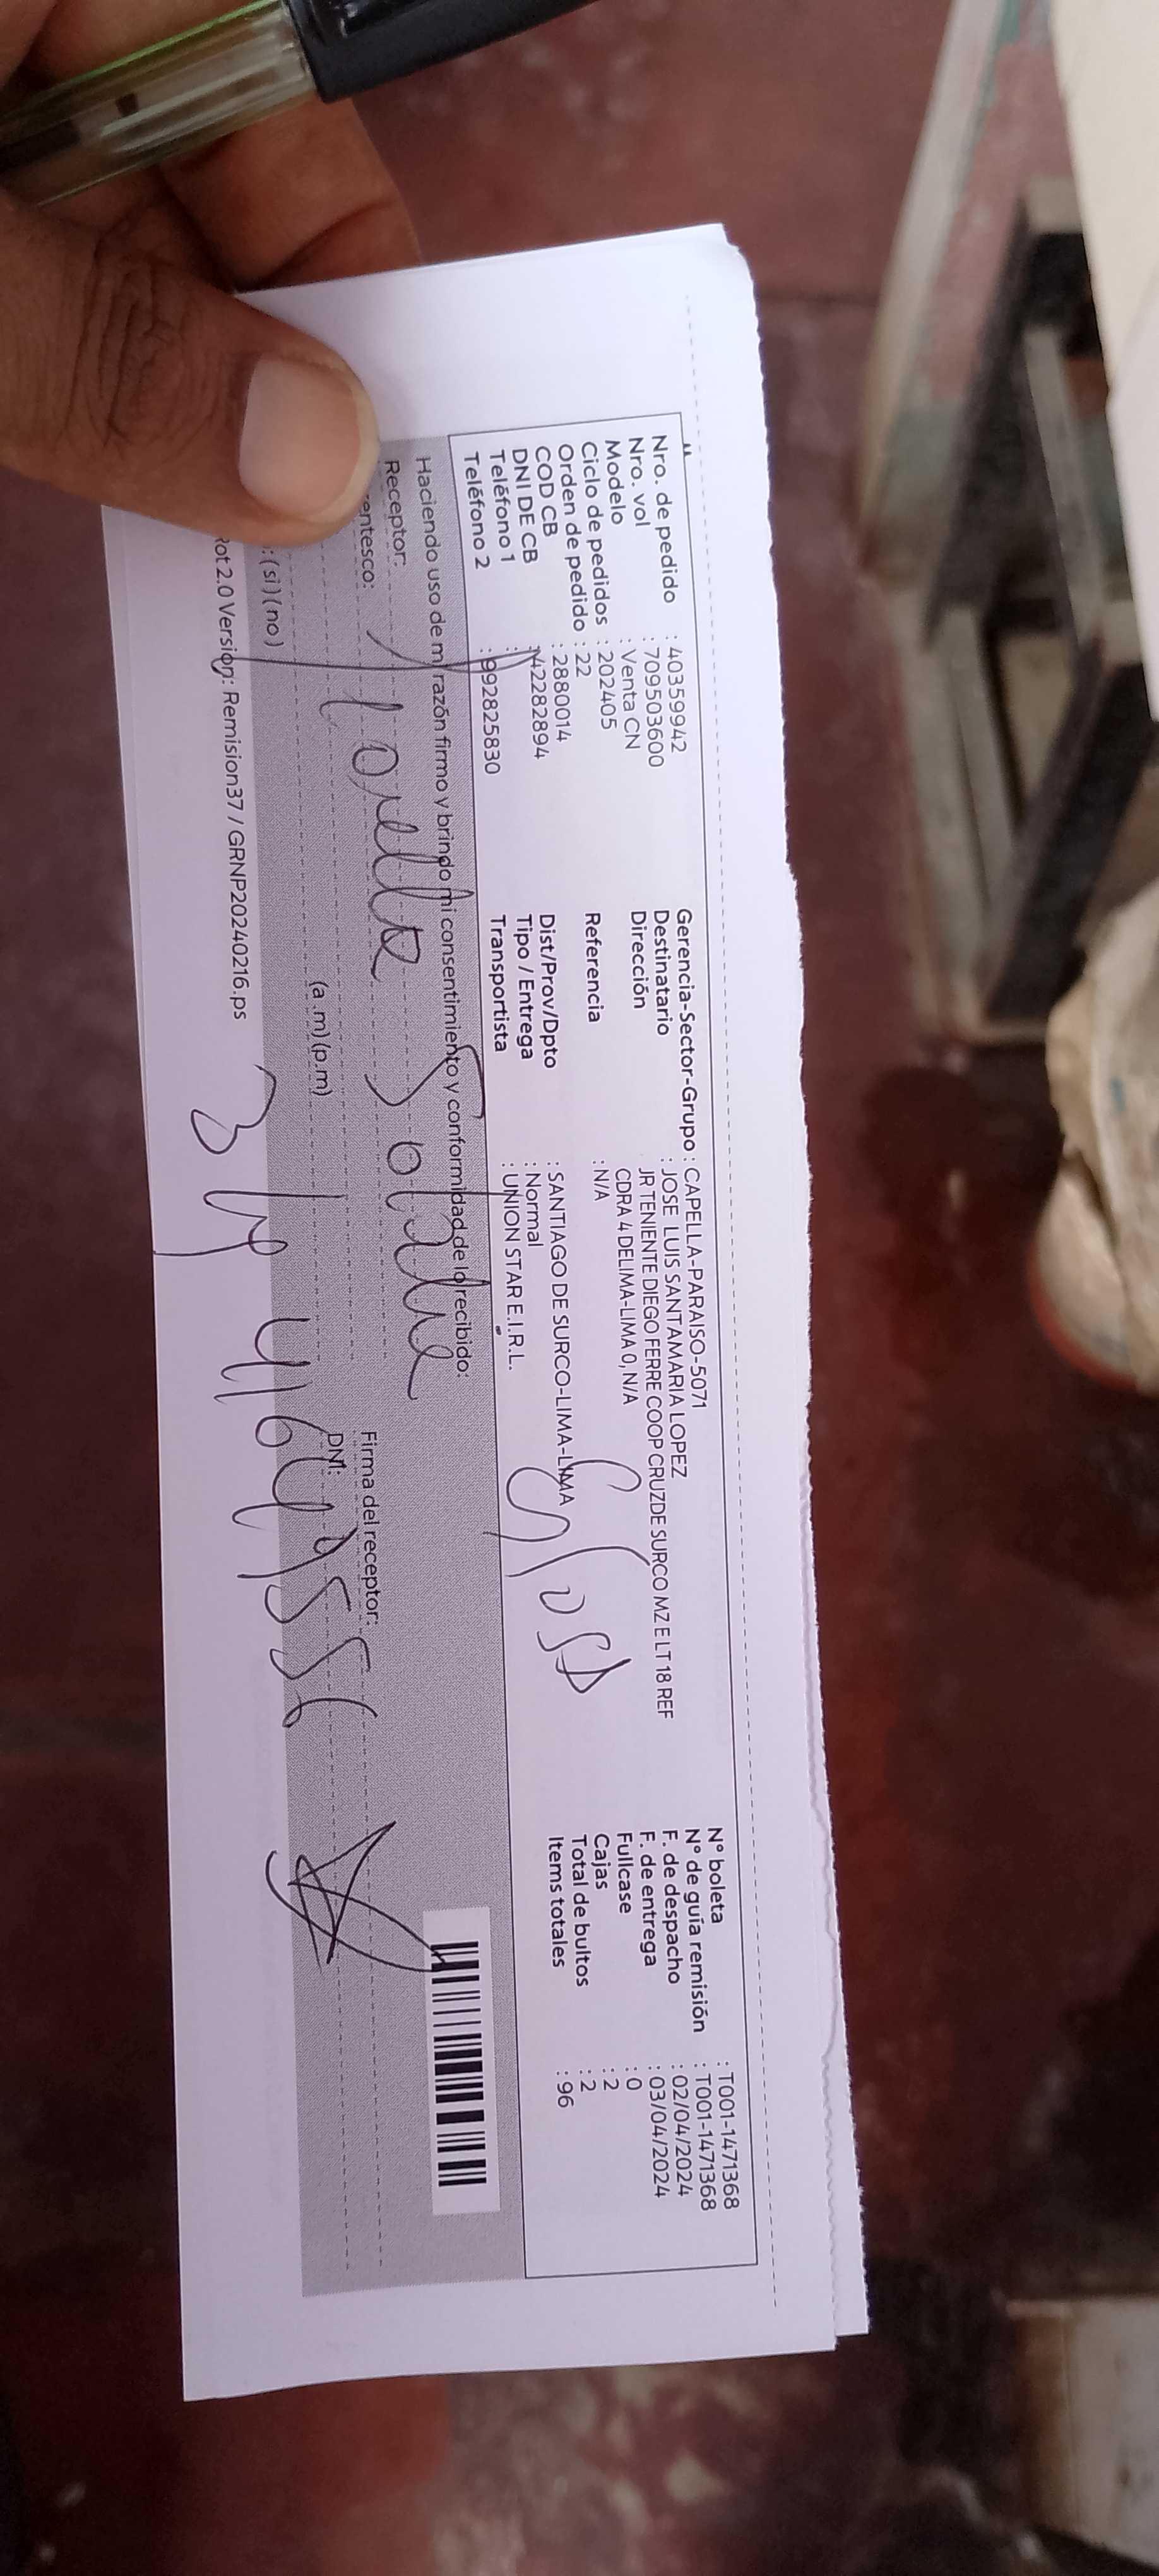 Nro. de pedido : 40359942
Nro. vol : 709503600
Modelo : Venta CN
Ciclo de pedidos : 202405
Orden de pedido : 22
COD CB : 2880014
DNI DE CB : 42282894
Teléfono 1 :
Teléfono 2 : 992825830
Gerencia-Sector-Grupo : CAPELLA-PARAISO-5071
Destinatario : JOSE LUIS SANTAMARIA LOPEZ
Dirección : JR TENIENTE DIEGO FERRE COOP CRUZDE SURCO MZ E LT 18 REF
CDRA 4 DELIMA-LIMA 0, N/A
Referencia : N/A
Dist/Prov/Dpto : SANTIAGO DE SURCO-LIMA-LIMA
Tipo / Entrega : Normal
Transportista : UNION STAR E.I.R.L.
N° boleta : T001-1471368
N° de guía remisión : T001-1471368
F. de despacho : 02/04/2024
F. de entrega : 03/04/2024
Fullcase : 0
Cajas : 2
Total de bultos : 2
Items totales : 96
Haciendo uso de mi razón firmo y brindo mi consentimiento y conformidad de lo recibido:
Receptor:
entesco:
(a.m) (p.m)
: (si) (no)
Firma del receptor:
DNI:
Rot 2.0 Version: Remision37 / GRNP20240216.ps